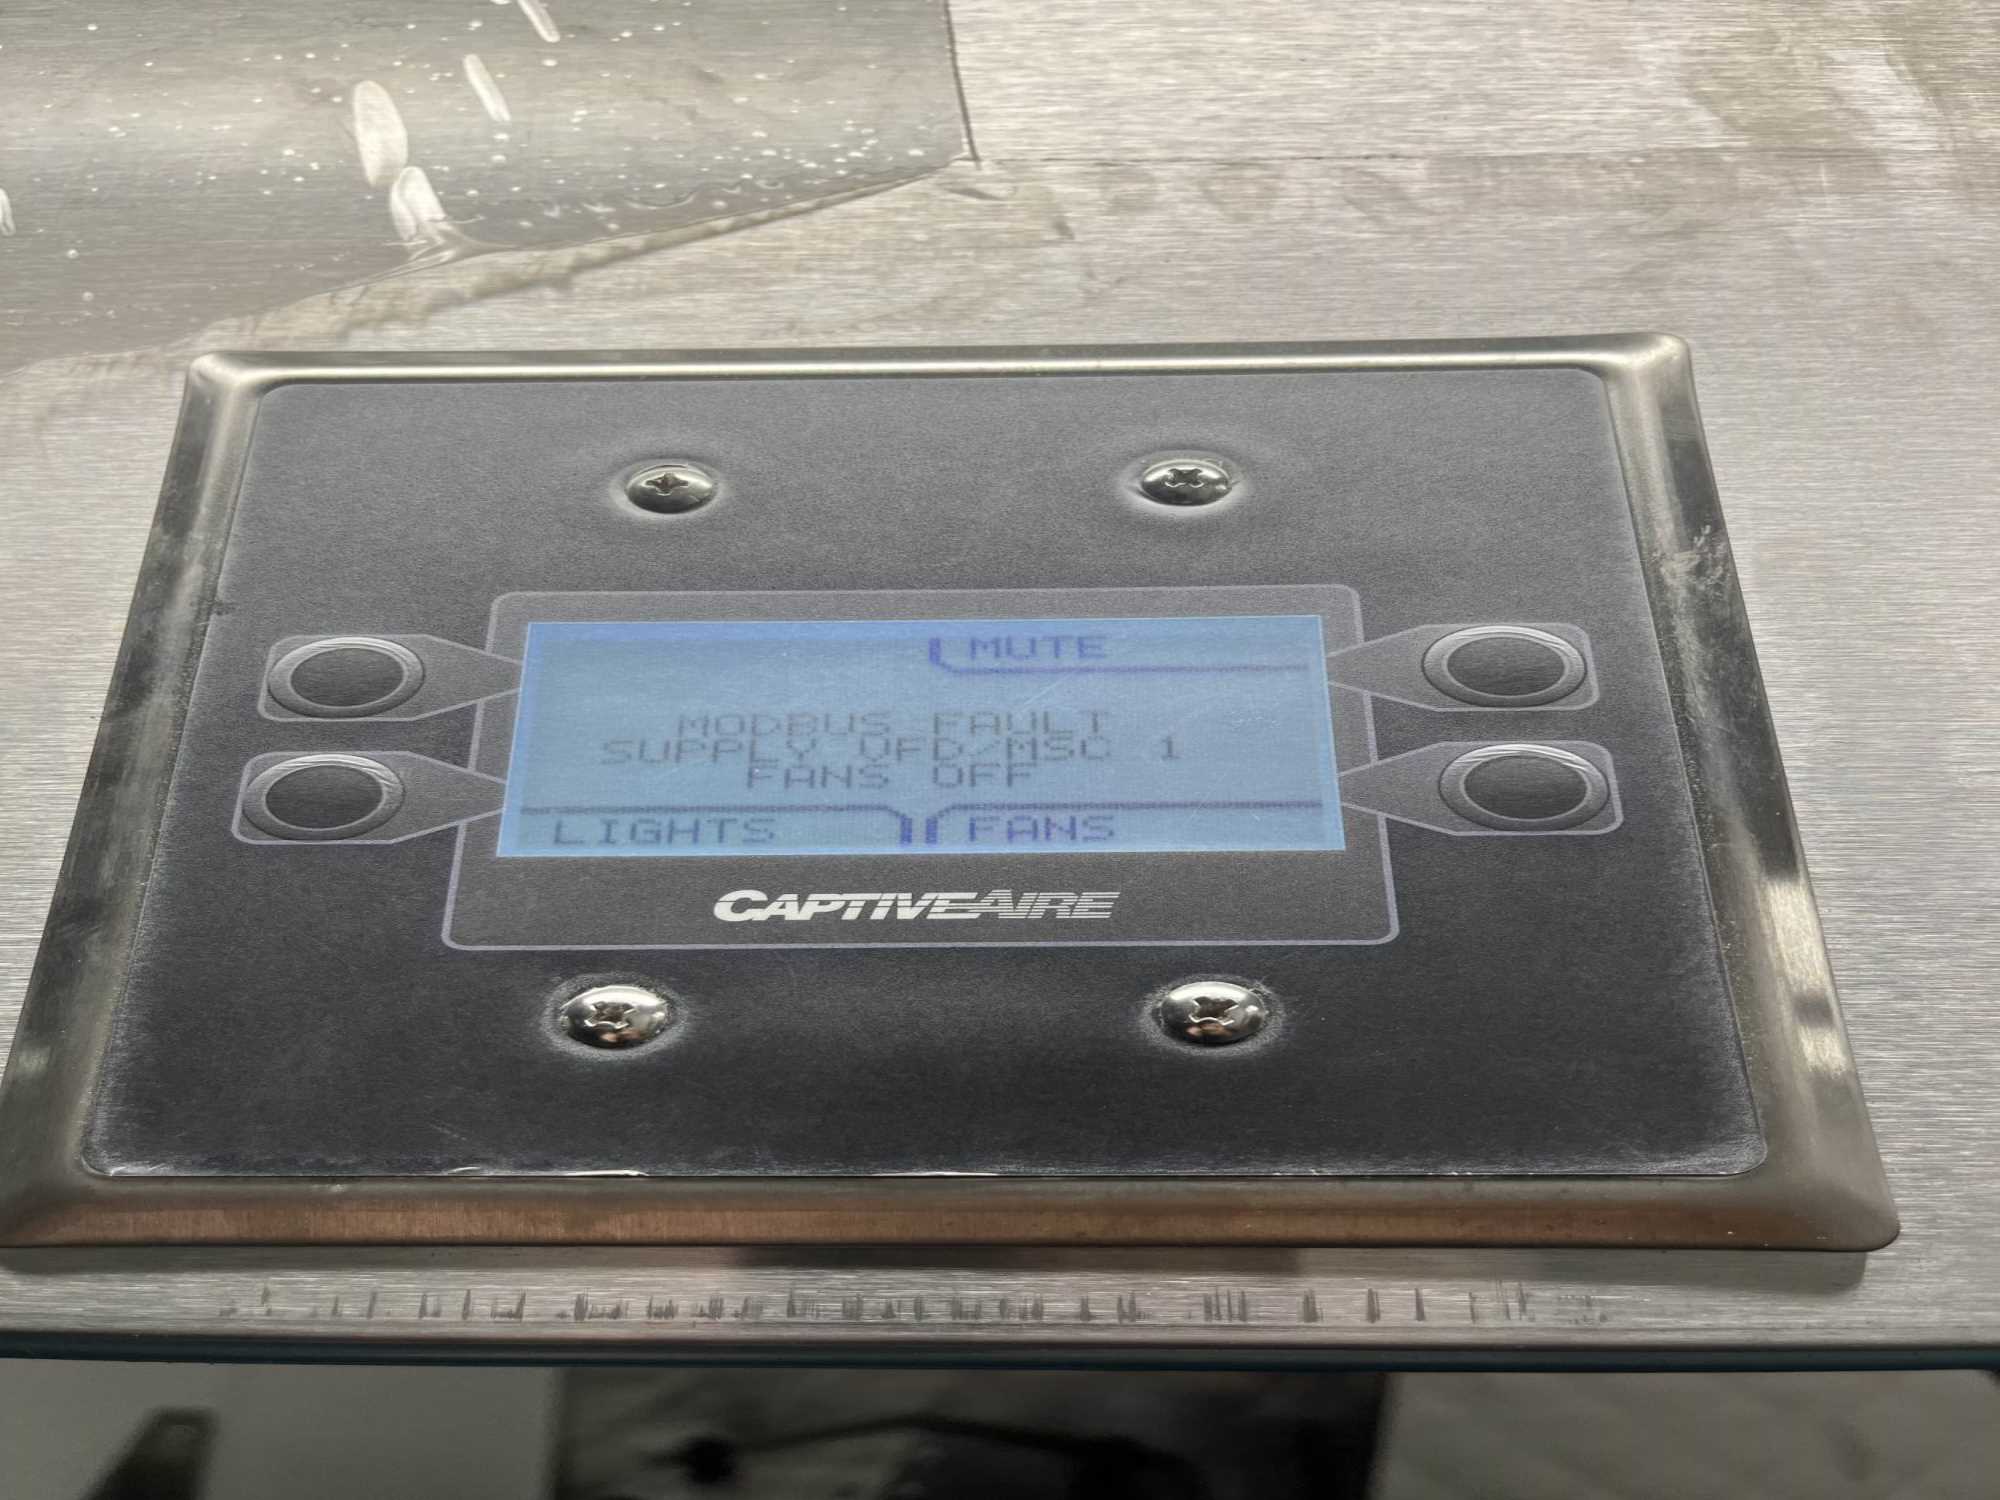 MUTE
MODBUS FAULT
SUPPLY VFD/MSC 1
FANS OFF
LIGHTS
FANS
CAPTIVEAIRE